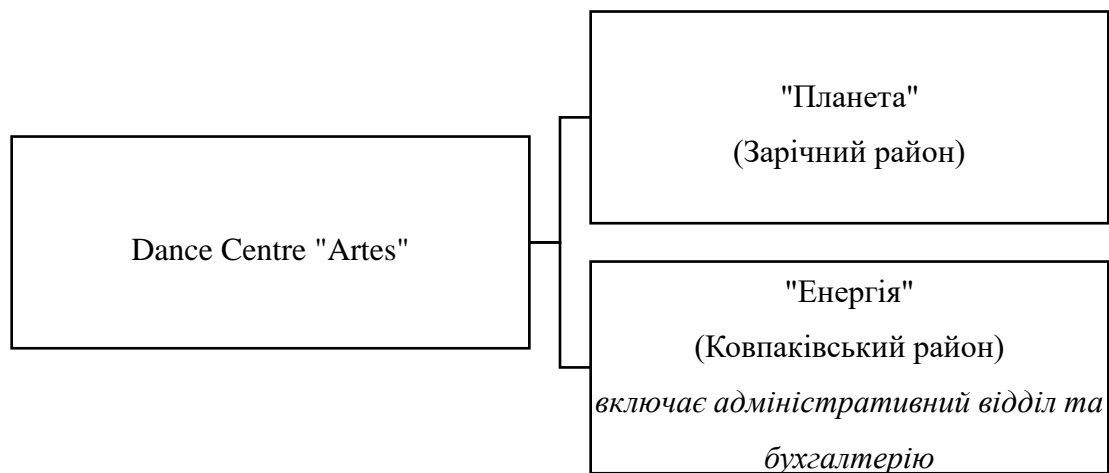 Dance Centre "Artes"
"Планета"
(Зарічний район)
"Енергія"
(Ковпаківський район)
включає адміністративний відділ та
бухгалтерію